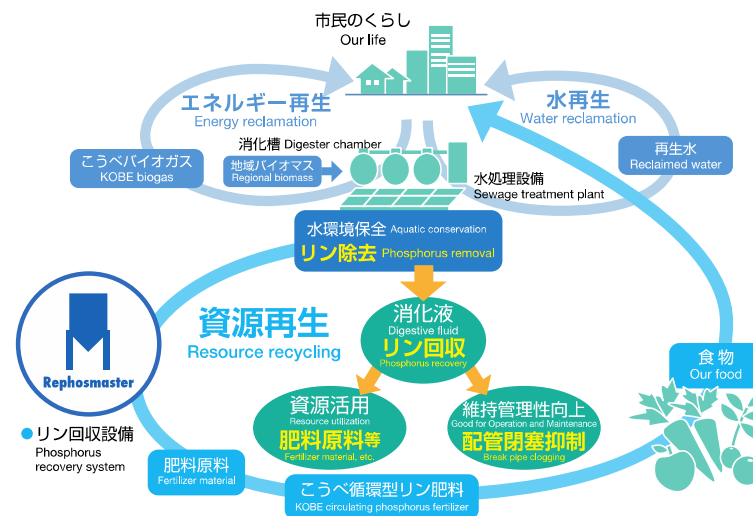 市民のくらし
Our life
エネルギー再生
Energy reclamation
水再生
Water reclamation
消化槽 Digester chamber
こうべバイオガス
KOBE biogas
地域バイオマス
Regional biomass
再生水
Reclaimed water
水処理設備
Sewage treatment plant
水環境保全 Aquatic conservation
リン除去 Phosphorus removal
資源再生
Resource recycling
消化液
Digestive fluid
リン回収
Phosphorus recovery
Rephosmaster
食物
Our food
資源活用
Resource utilization
肥料原料等
Fertilizer material, etc.
維持管理性向上
Good for Operation and Maintenance
配管閉塞抑制
Break pipe clogging
リン回収設備
Phosphorus
recovery system
肥料原料
Fertilizer material
こうべ循環型リン肥料
KOBE circulating phosphorus fertilizer